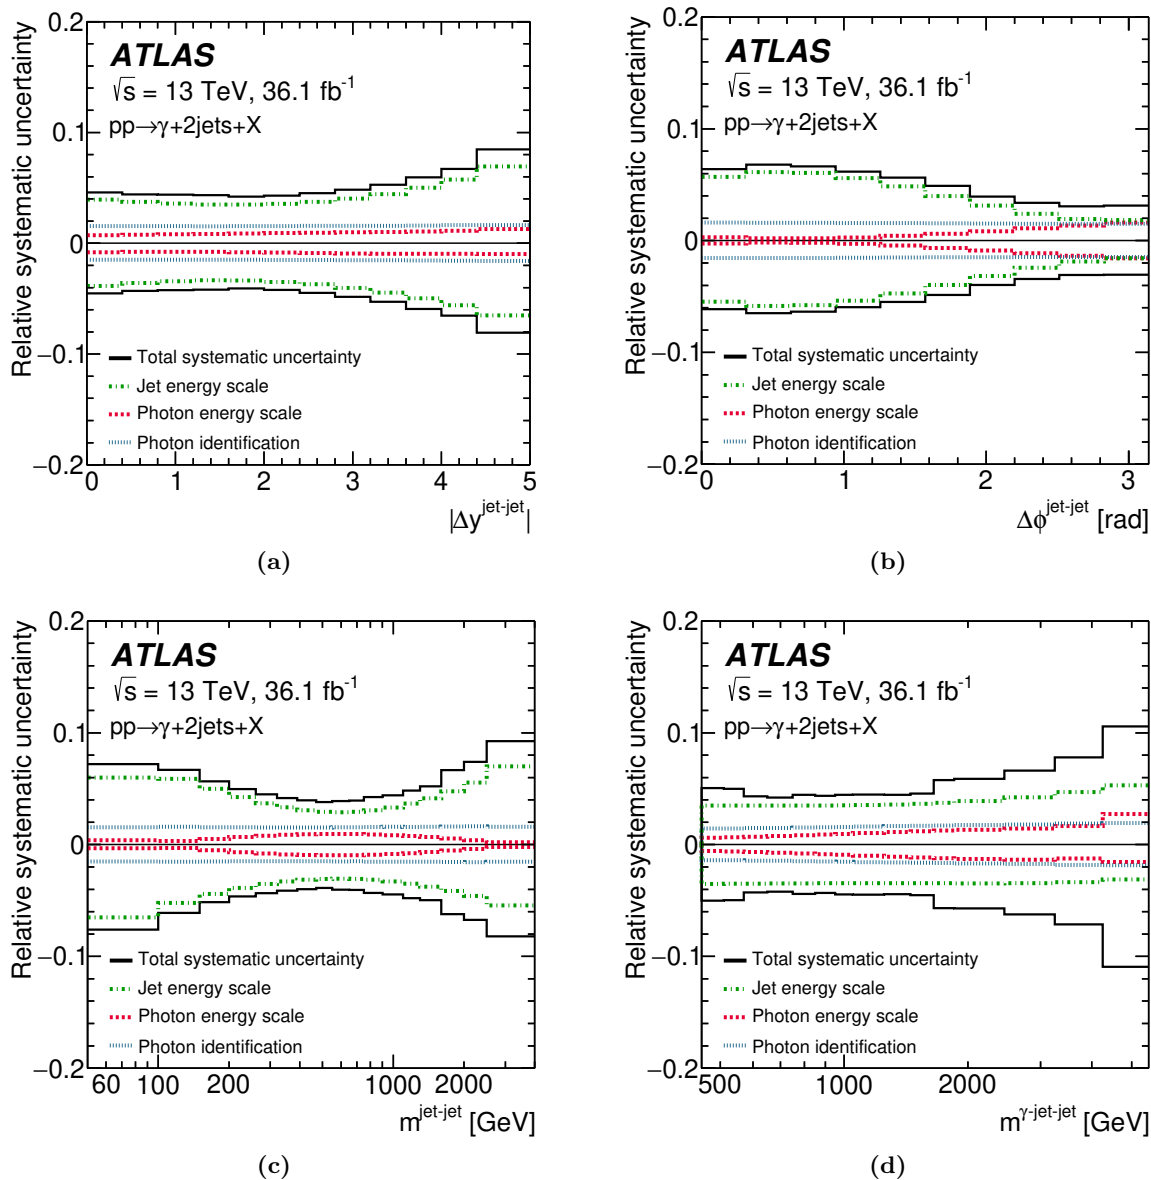 Relative systematic uncertainty
0.2
0.1
0
−0.1
−0.2
ATLAS
√s = 13 TeV, 36.1 fb⁻¹
pp→γ+2jets+X
Total systematic uncertainty
Jet energy scale
Photon energy scale
Photon identification
0 1 2 3 4 5
|Δy^jet-jet|
(a)
Relative systematic uncertainty
0.2
0.1
0
−0.1
−0.2
ATLAS
√s = 13 TeV, 36.1 fb⁻¹
pp→γ+2jets+X
Total systematic uncertainty
Jet energy scale
Photon energy scale
Photon identification
0 1 2 3
Δϕ^jet-jet [rad]
(b)
Relative systematic uncertainty
0.2
0.1
0
−0.1
−0.2
ATLAS
√s = 13 TeV, 36.1 fb⁻¹
pp→γ+2jets+X
Total systematic uncertainty
Jet energy scale
Photon energy scale
Photon identification
60 100 200 1000 2000
m^jet-jet [GeV]
(c)
Relative systematic uncertainty
0.2
0.1
0
−0.1
−0.2
ATLAS
√s = 13 TeV, 36.1 fb⁻¹
pp→γ+2jets+X
Total systematic uncertainty
Jet energy scale
Photon energy scale
Photon identification
500 1000 2000
m^γ-jet-jet [GeV]
(d)